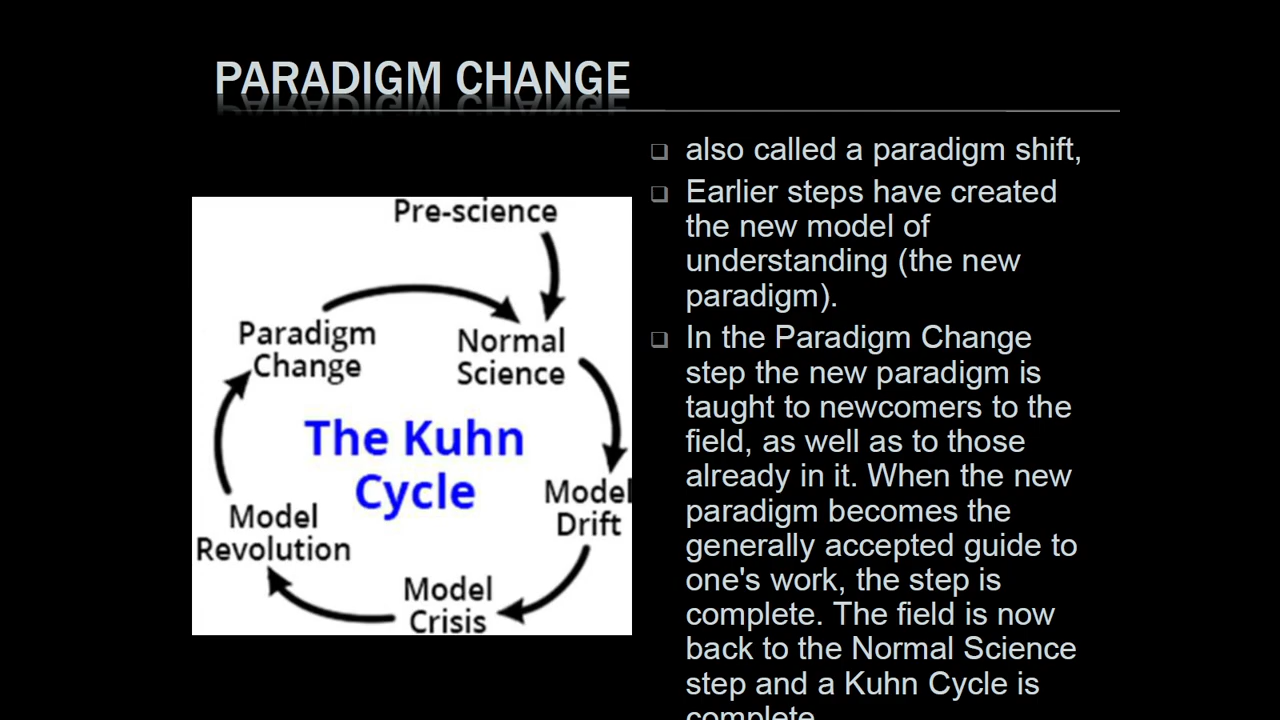 PARADIGM CHANGE
Pre-science
Paradigm
Change
Normal
Science
The Kuhn
Cycle
Model
Drift
Model
Revolution
Model
Crisis
also called a paradigm shift,
Earlier steps have created
the new model of
understanding (the new
paradigm).
In the Paradigm Change
step the new paradigm is
taught to newcomers to the
field, as well as to those
already in it. When the new
paradigm becomes the
generally accepted guide to
one's work, the step is
complete. The field is now
back to the Normal Science
step and a Kuhn Cycle is
complete